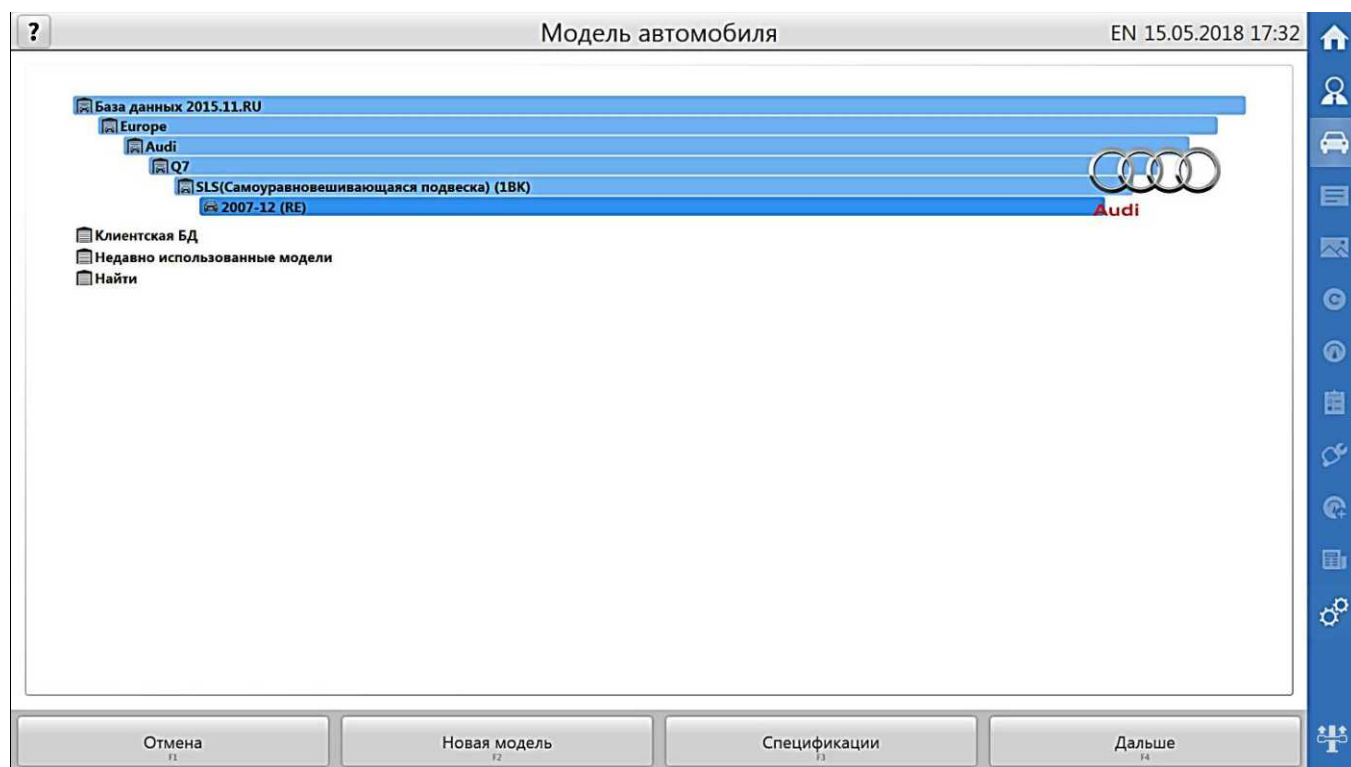 ? Модель автомобиля EN 15.05.2018 17:32
База данных 2015.11.RU
Europe
Audi
Q7
SLS(Самоуравновешивающаяся подвеска) (1BK)
2007-12 (RE)
Audi
Клиентская БД
Недавно использованные модели
Найти
Отмена Новая модель Спецификации Дальше
F1 F2 F3 F4